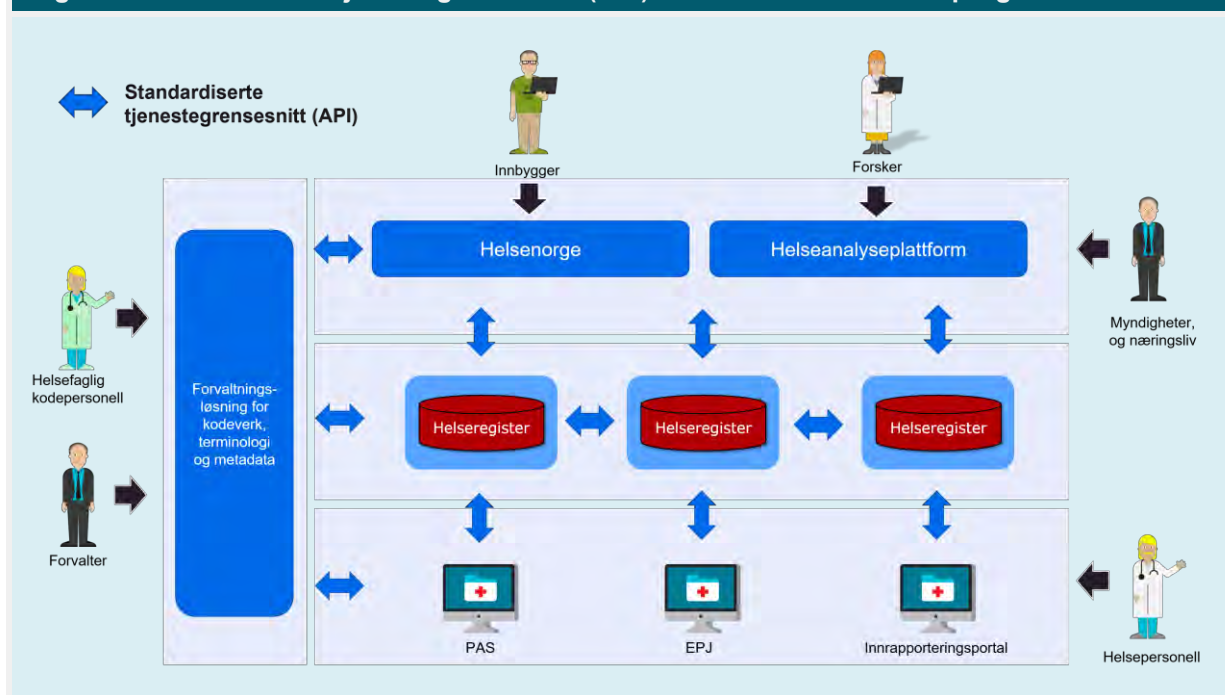 Standardiserte
tjenestegrensesnitt (API)
Innbygger
Forsker
Helsenorge
Helseanalyseplattform
Myndigheter,
og næringsliv
Helsefaglig
kodepersonell
Forvaltnings-
løsning for
kodeverk,
terminologi
og metadata
Helseregister
Helseregister
Helseregister
Forvalter
PAS
EPJ
Innrapporteringsportal
Helsepersonell